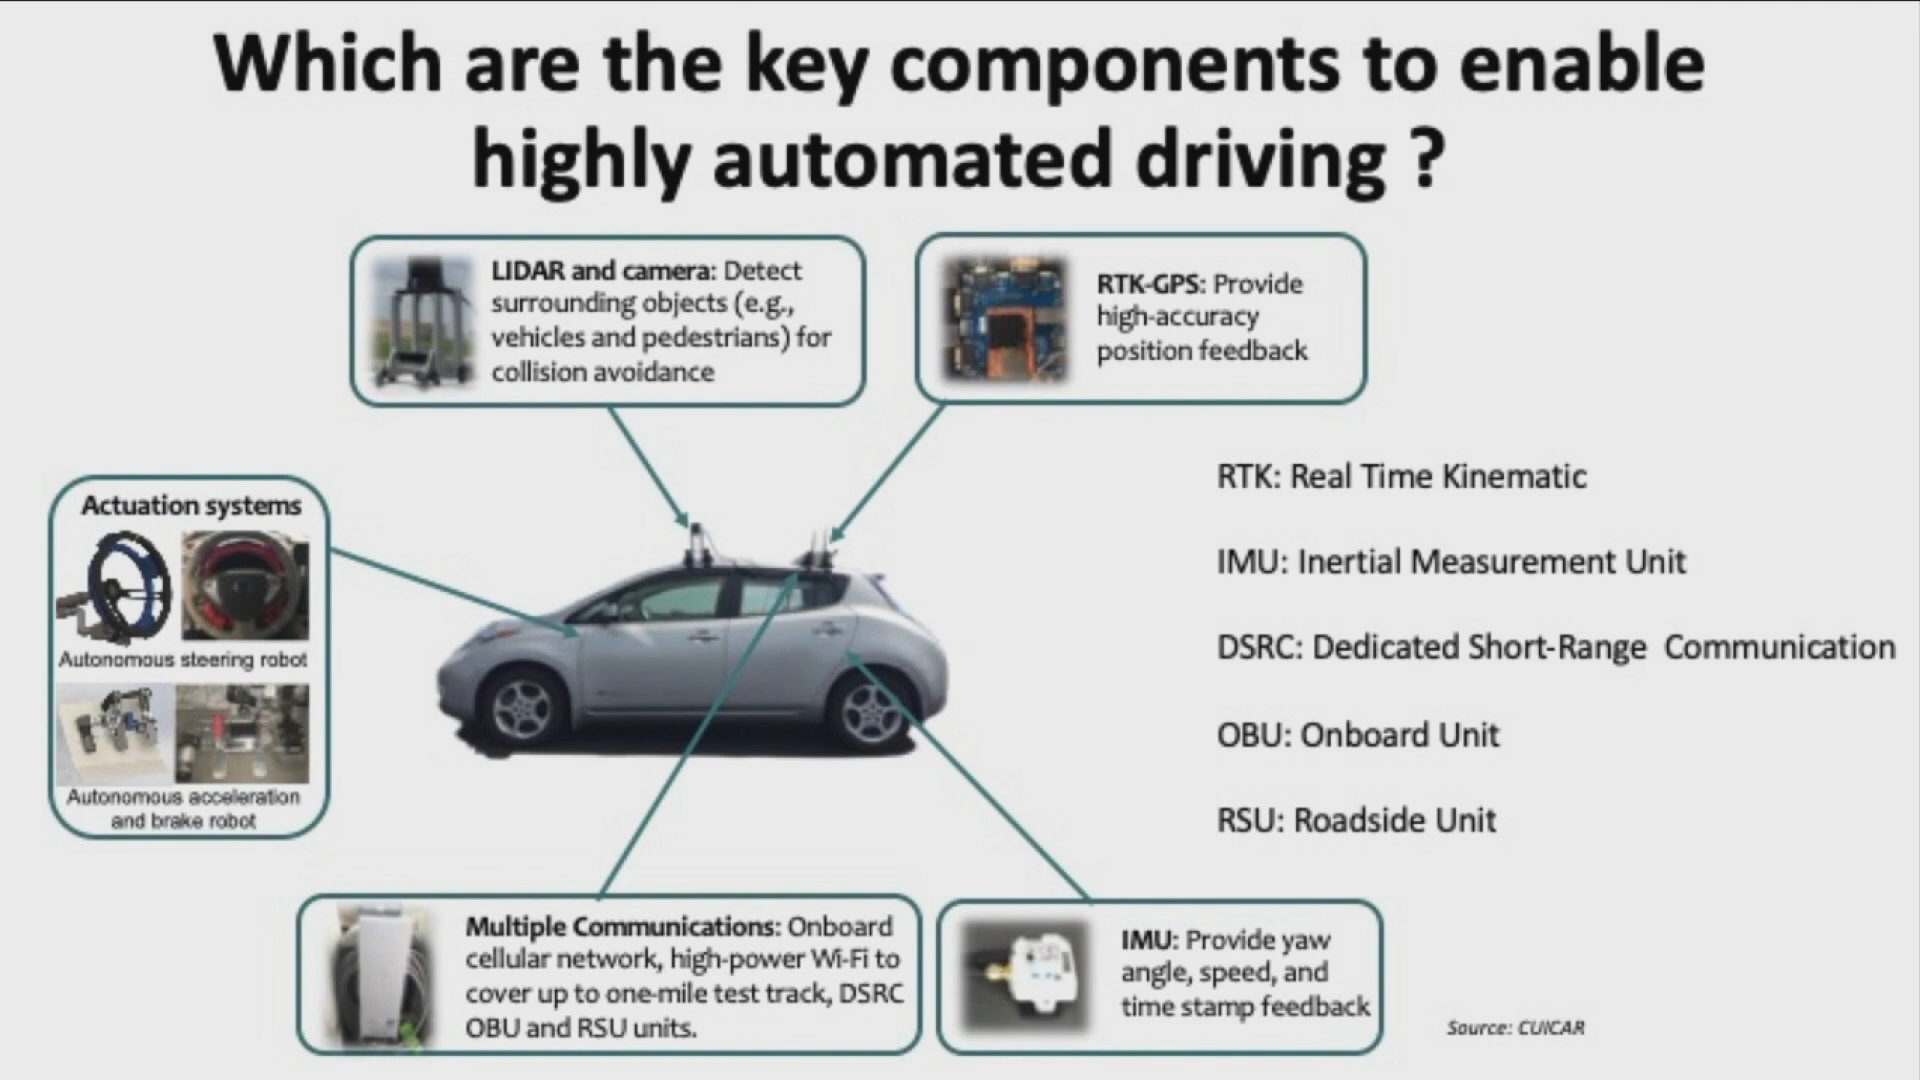 Which are the key components to enable
highly automated driving ?
LIDAR and camera: Detect
surrounding objects (e.g.,
vehicles and pedestrians) for
collision avoidance
RTK-GPS: Provide
high-accuracy
position feedback
Actuation systems
Autonomous steering robot
Autonomous acceleration
and brake robot
RTK: Real Time Kinematic
IMU: Inertial Measurement Unit
DSRC: Dedicated Short-Range Communication
OBU: Onboard Unit
RSU: Roadside Unit
Multiple Communications: Onboard
cellular network, high-power Wi-Fi to
cover up to one-mile test track, DSRC
OBU and RSU units.
IMU: Provide yaw
angle, speed, and
time stamp feedback
Source: CUICAR